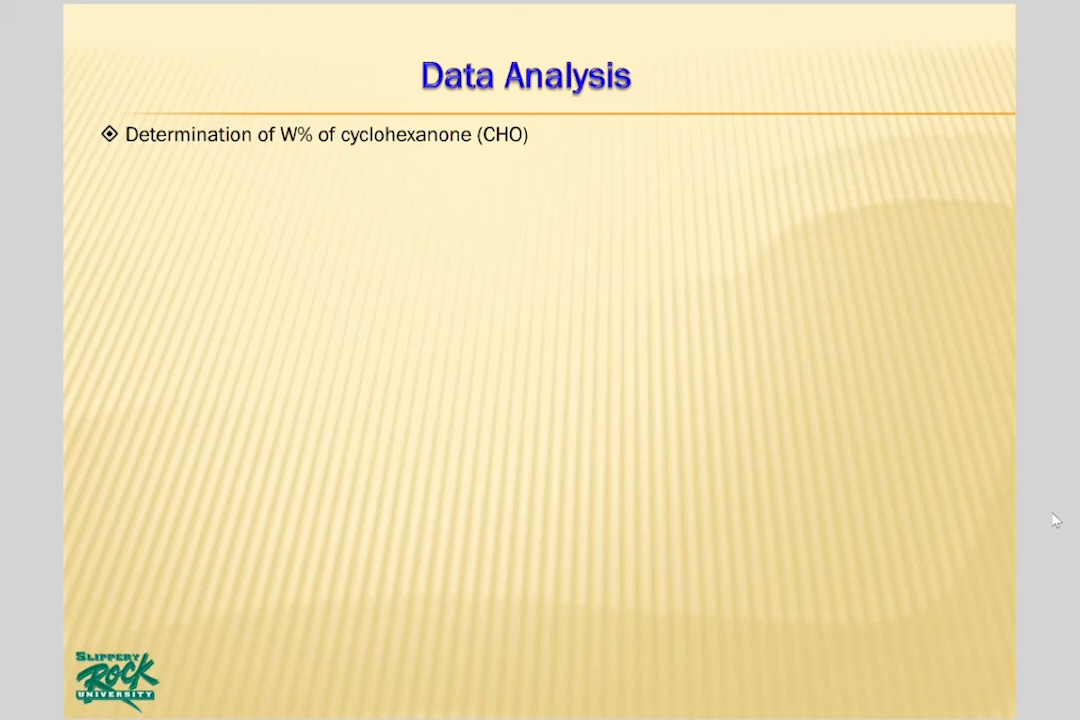 Data Analysis
Determination of W% of cyclohexanone (CHO)
SLIPPERY
ROCK
UNIVERSITY